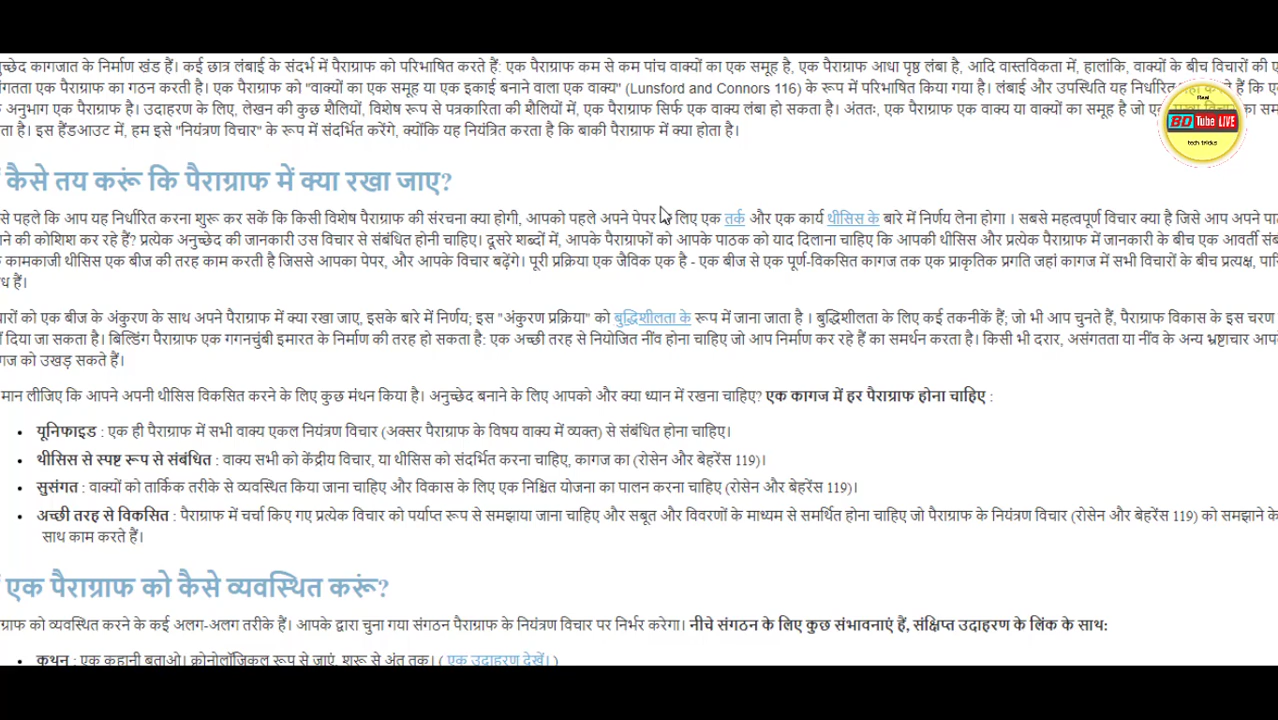 नुच्छेद कागजात के निर्माण खंड हैं। कई छात्र लंबाई के संदर्भ में पैराग्राफ को परिभाषित करते हैं: एक पैराग्राफ कम से कम पांच वाक्यों का एक समूह है, एक पैराग्राफ आधा पृष्ठ लंबा है, आदि वास्तविकता में, हालांकि, वाक्यों के बीच विचारों की
एक पैराग्राफ का गठन करती है। एक पैराग्राफ को "वाक्यों का एक समूह या एक इकाई बनाने वाला एक वाक्य" (Lunsford and Connors 116) के रूप में परिभाषित किया गया है। लंबाई और उपस्थिति यह निर्धारित नहीं करते हैं कि
अनुभाग एक पैराग्राफ है। उदाहरण के लिए, लेखन की कुछ शैलियों, विशेष रूप से पत्रकारिता की शैलियों में, एक पैराग्राफ सिर्फ एक वाक्य लंबा हो सकता है। अंततः, एक पैराग्राफ एक वाक्य या वाक्यों का समूह है जो एक मुख्य विचार का
ता है। इस हैंडआउट में, हम इसे "नियंत्रण विचार" के रूप में संदर्भित करेंगे, क्योंकि यह नियंत्रित करता है कि बाकी पैराग्राफ में क्या होता है।
Real
BD Tube LIVE
tech tricks
कैसे तय करूं कि पैराग्राफ में क्या रखा जाए?
से पहले कि आप यह निर्धारित करना शुरू कर सकें कि किसी विशेष पैराग्राफ की संरचना क्या होगी, आपको पहले अपने पेपर के लिए एक तर्क और एक कार्य थीसिस के बारे में निर्णय लेना होगा । सबसे महत्वपूर्ण विचार क्या है जिसे आप अपने
ने की कोशिश कर रहे हैं? प्रत्येक अनुच्छेद की जानकारी उस विचार से संबंधित होनी चाहिए। दूसरे शब्दों में, आपके पैराग्राफों को आपके पाठक को याद दिलाना चाहिए कि आपकी थीसिस और प्रत्येक पैराग्राफ में जानकारी के बीच एक आवर्ती
कामकाजी थीसिस एक बीज की तरह काम करती है जिससे आपका पेपर, और आपके विचार बढ़ेंगे। पूरी प्रक्रिया एक जैविक एक है - एक बीज से एक पूर्ण-विकसित कागज तक एक प्राकृतिक प्रगति जहां कागज में सभी विचारों के बीच प्रत्यक्ष,
ध हैं।
ारों को एक बीज के अंकुरण के साथ अपने पैराग्राफ में क्या रखा जाए, इसके बारे में निर्णय; इस "अंकुरण प्रक्रिया" को बुद्धिशीलता के रूप में जाना जाता है । बुद्धिशीलता के लिए कई तकनीकें हैं; जो भी आप चुनते हैं, पैराग्राफ विकास के इस चरण
दिया जा सकता है। बिल्डिंग पैराग्राफ एक गगनचुंबी इमारत के निर्माण की तरह हो सकता है: एक अच्छी तरह से नियोजित नींव होना चाहिए जो आप निर्माण कर रहे हैं का समर्थन करता है। किसी भी दरार, असंगतता या नींव के अन्य भ्रष्टाचार
गज को उखड़ सकते हैं।
मान लीजिए कि आपने अपनी थीसिस विकसित करने के लिए कुछ मंथन किया है। अनुच्छेद बनाने के लिए आपको और क्या ध्यान में रखना चाहिए? एक कागज में हर पैराग्राफ होना चाहिए :
• यूनिफाइड : एक ही पैराग्राफ में सभी वाक्य एकल नियंत्रण विचार (अक्सर पैराग्राफ के विषय वाक्य में व्यक्त) से संबंधित होना चाहिए।
• थीसिस से स्पष्ट रूप से संबंधित : वाक्य सभी को केंद्रीय विचार, या थीसिस को संदर्भित करना चाहिए, कागज का (रोसेन और बेहरेंस 119)।
• सुसंगत : वाक्यों को तार्किक तरीके से व्यवस्थित किया जाना चाहिए और विकास के लिए एक निश्चित योजना का पालन करना चाहिए (रोसेन और बेहरेंस 119)।
• अच्छी तरह से विकसित : पैराग्राफ में चर्चा किए गए प्रत्येक विचार को पर्याप्त रूप से समझाया जाना चाहिए और सबूत और विवरणों के माध्यम से समर्थित होना चाहिए जो पैराग्राफ के नियंत्रण विचार (रोसेन और बेहरेंस 119) को समझाने के
साथ काम करते हैं।
एक पैराग्राफ को कैसे व्यवस्थित करूं?
ग्राफ को व्यवस्थित करने के कई अलग-अलग तरीके हैं। आपके द्वारा चुना गया संगठन पैराग्राफ के नियंत्रण विचार पर निर्भर करेगा। नीचे संगठन के लिए कुछ संभावनाएं हैं, संक्षिप्त उदाहरण के लिंक के साथ:
• कथन : एक कहानी बताओ। क्रोनोलॉजिकल रूप से जाएं, शुरू से अंत तक। ( एक उदाहरण देखें। )